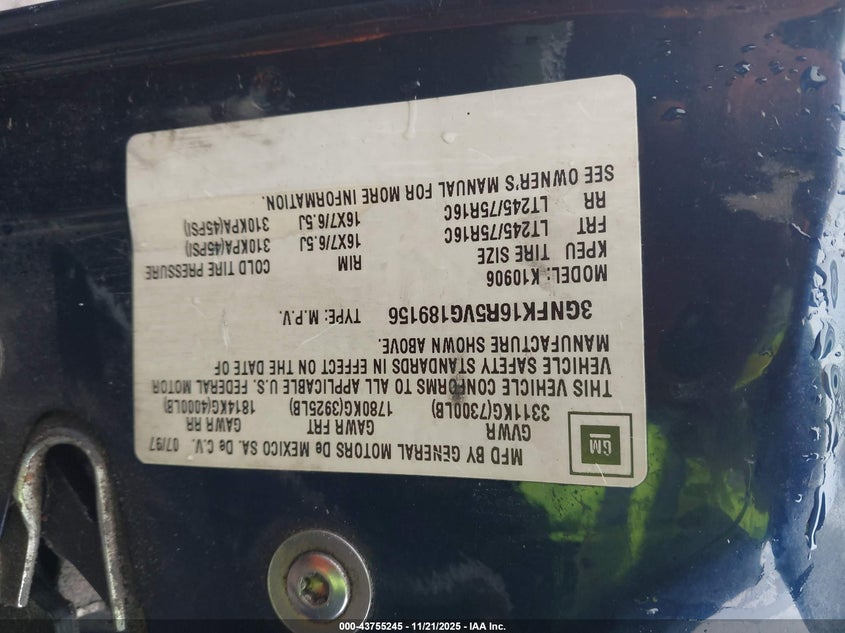 MFD BY GENERAL MOTORS De MEXICO SA. De C.V. 07/97
GM
GVWR GAWR FRT GAWR RR
3311KG(7300LB) 1780KG(3925LB) 1814KG(4000LB)
THIS VEHICLE CONFORMS TO ALL APPLICABLE U.S. FEDERAL MOTOR
VEHICLE SAFETY STANDARDS IN EFFECT ON THE DATE OF
MANUFACTURE SHOWN ABOVE.
3GNFK16R5VG189156 TYPE: M.P.V.
MODEL: K10906
KPEU TIRE SIZE RIM COLD TIRE PRESSURE
FRT LT245/75R16C 16X7/6.5J 310KPA(45PSI)
RR LT245/75R16C 16X7/6.5J 310KPA(45PSI)
SEE OWNER'S MANUAL FOR MORE INFORMATION.
000-43755245 - 11/21/2025 - IAA Inc.